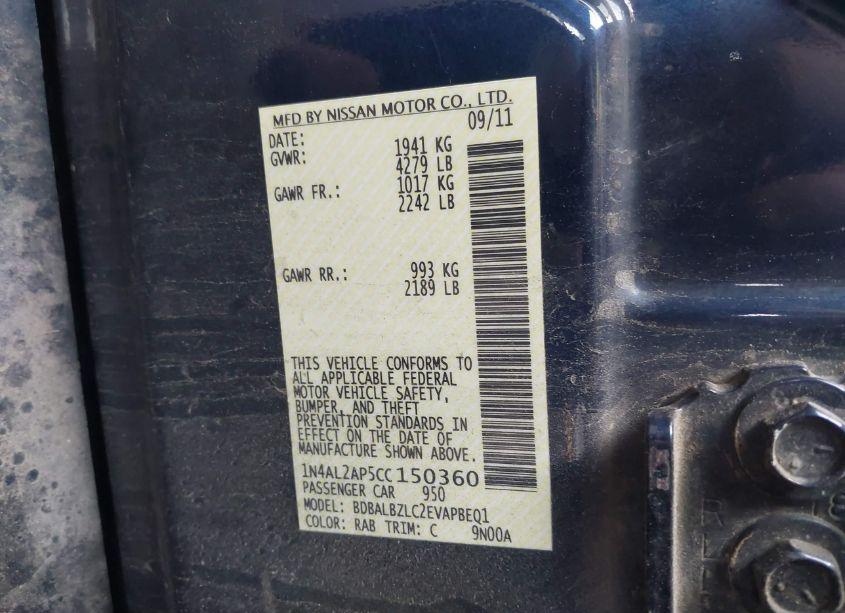 MFD BY NISSAN MOTOR CO., LTD.
DATE: 09/11
GVWR: 1941 KG
4279 LB
GAWR FR.: 1017 KG
2242 LB
GAWR RR.: 993 KG
2189 LB
THIS VEHICLE CONFORMS TO
ALL APPLICABLE FEDERAL
MOTOR VEHICLE SAFETY,
BUMPER, AND THEFT
PREVENTION STANDARDS IN
EFFECT ON THE DATE OF
MANUFACTURE SHOWN ABOVE.
1N4AL2AP5CC150360
PASSENGER CAR 950
MODEL: BDBALBZLC2EVAPBEQ1
COLOR: RAB TRIM: C 9N00A